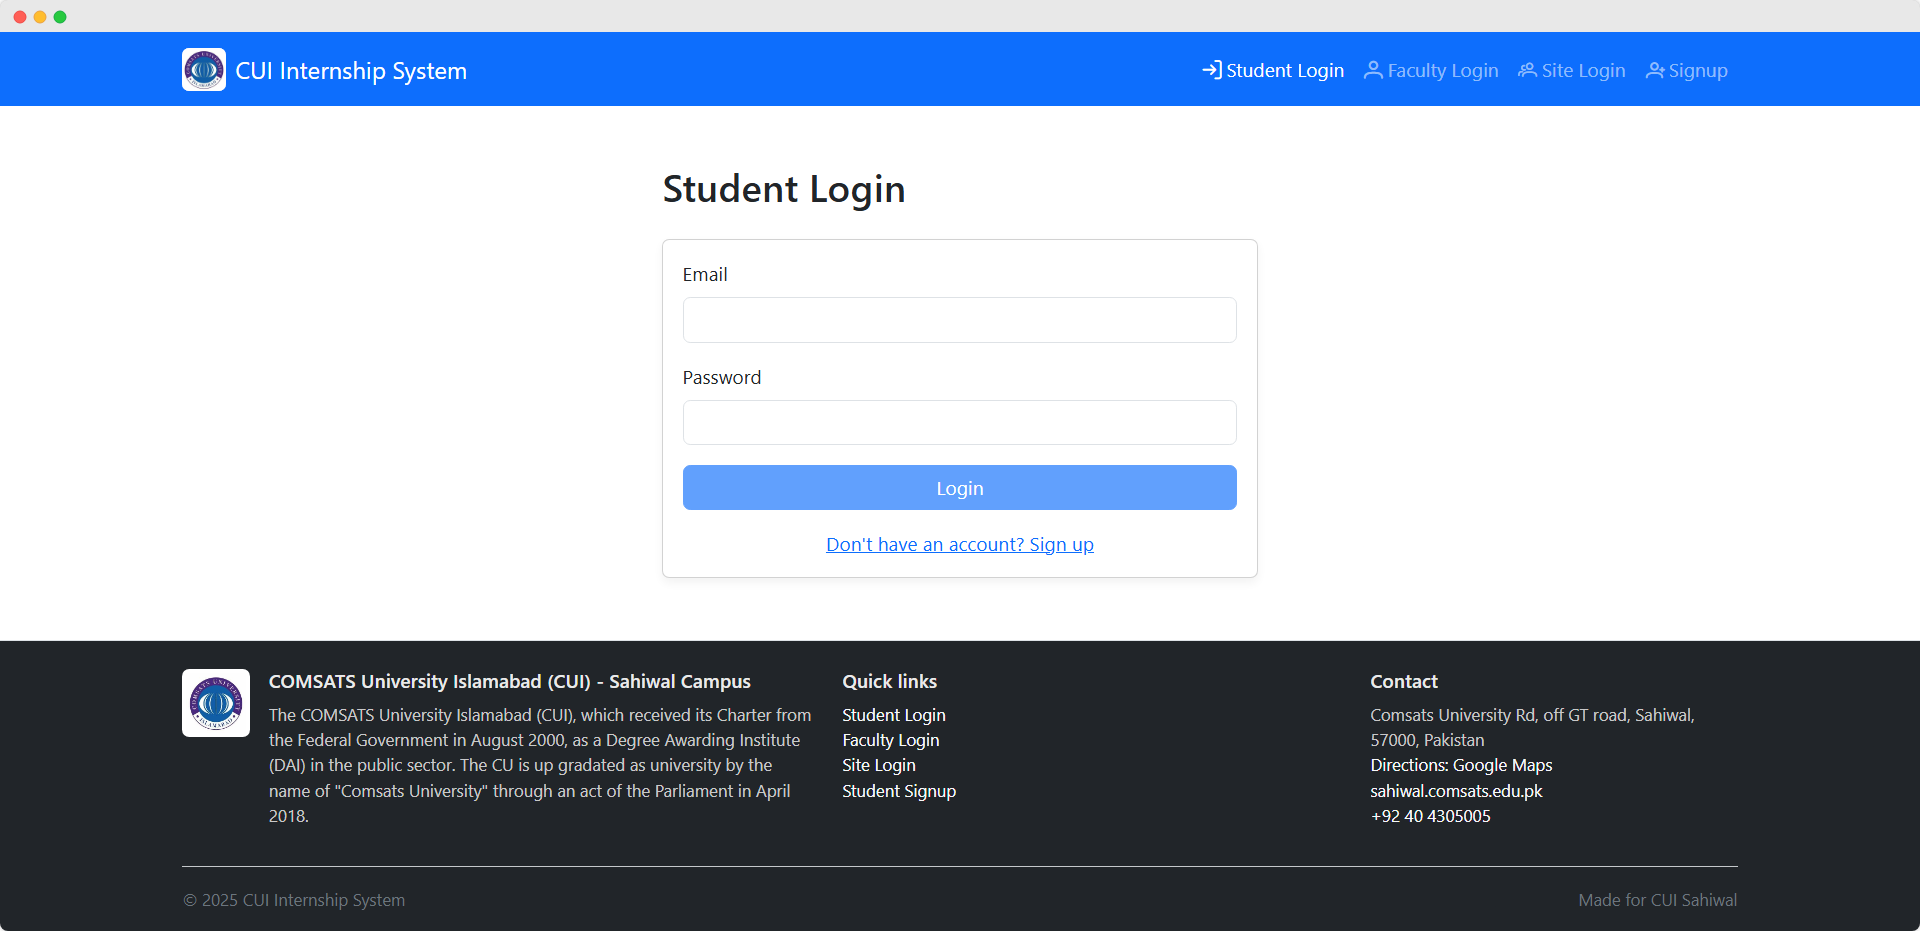 CUI Internship System
Student Login
Faculty Login
Site Login
Signup
Student Login
Email
Password
Login
Don't have an account? Sign up
COMSATS University Islamabad (CUI) - Sahiwal Campus
The COMSATS University Islamabad (CUI), which received its Charter from
the Federal Government in August 2000, as a Degree Awarding Institute
(DAI) in the public sector. The CU is up gradated as university by the
name of "Comsats University" through an act of the Parliament in April
2018.
Quick links
Student Login
Faculty Login
Site Login
Student Signup
Contact
Comsats University Rd, off GT road, Sahiwal,
57000, Pakistan
Directions: Google Maps
sahiwal.comsats.edu.pk
+92 40 4305005
© 2025 CUI Internship System
Made for CUI Sahiwal